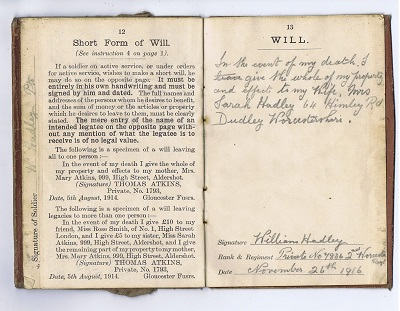 12
Short Form of Will.
(See instruction 4 on page 1).
If a soldier on active service, or under orders
for active service, wishes to make a short will, he
may do so on the opposite page. It must be
entirely in his own handwriting and must be
signed by him and dated. The full names and
addresses of the persons whom he desires to benefit,
and the sum of money or the articles or property
which he desires to leave to them, must be clearly
stated. The mere entry of the name of an
intended legatee on the opposite page with-
out any mention of what the legatee is to
receive is of no legal value.
The following is a specimen of a will leaving
all to one person :—
In the event of my death I give the whole of
my property and effects to my mother, Mrs.
Mary Atkins, 999, High Street, Aldershot.
(Signature) THOMAS ATKINS,
Private, No. 1793,
Date, 5th August, 1914. Gloucester Fusrs.
The following is a specimen of a will leaving
legacies to more than one person :—
In the event of my death I give £10 to my
friend, Miss Rose Smith, of No. 1, High Street,
London, and I give £5 to my sister, Miss Sarah
Atkins, 999, High Street, Aldershot, and I give
the remaining part of my property to my mother,
Mrs. Mary Atkins, 999, High Street, Aldershot.
(Signature) THOMAS ATKINS,
Private, No. 1793,
Date, 5th August, 1914. Gloucester Fusrs.
Signature of Soldier
13
WILL.
In the event of my death I
give the whole of my property
and effects to my Wife, Mrs
Sarah Hadley 64 Himley Rd
Dudley Worcestershire.
Signature William Hadley
Rank & Regiment Private No 2nd Worcester
Date November 26th 1916